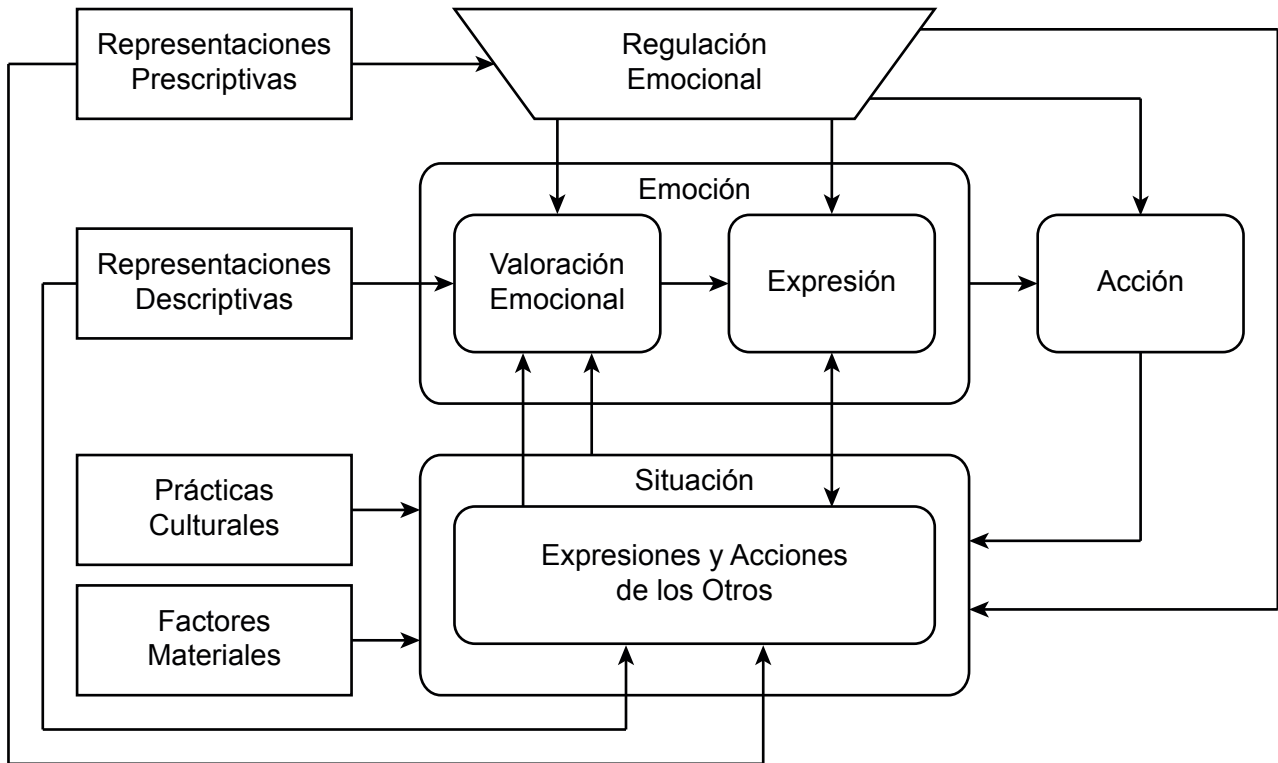 Representaciones
Prescriptivas
Regulación
Emocional
Emoción
Representaciones
Descriptivas
Valoración
Emocional
Expresión
Acción
Situación
Prácticas
Culturales
Expresiones y Acciones
de los Otros
Factores
Materiales